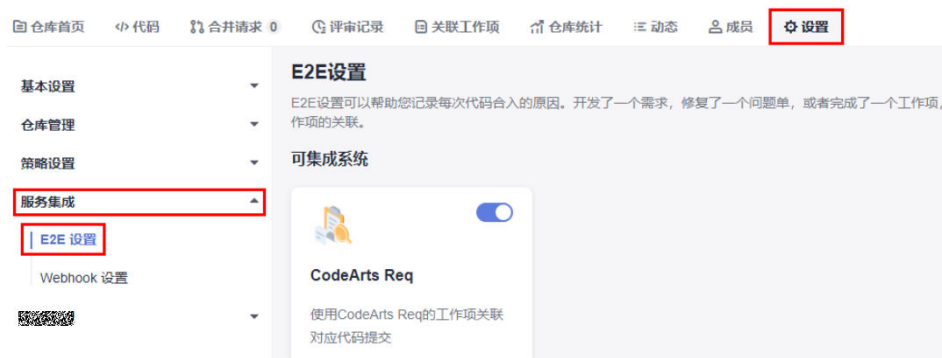 仓库首页 </> 代码 合并请求 0 评审记录 关联工作项 仓库统计 动态 成员 设置
基本设置
仓库管理
策略设置
服务集成
E2E 设置
Webhook 设置
E2E设置
E2E设置可以帮助您记录每次代码合入的原因。开发了一个需求，修复了一个问题单，或者完成了一个工作项，
作项的关联。
可集成系统
CodeArts Req
使用CodeArts Req的工作项关联
对应代码提交